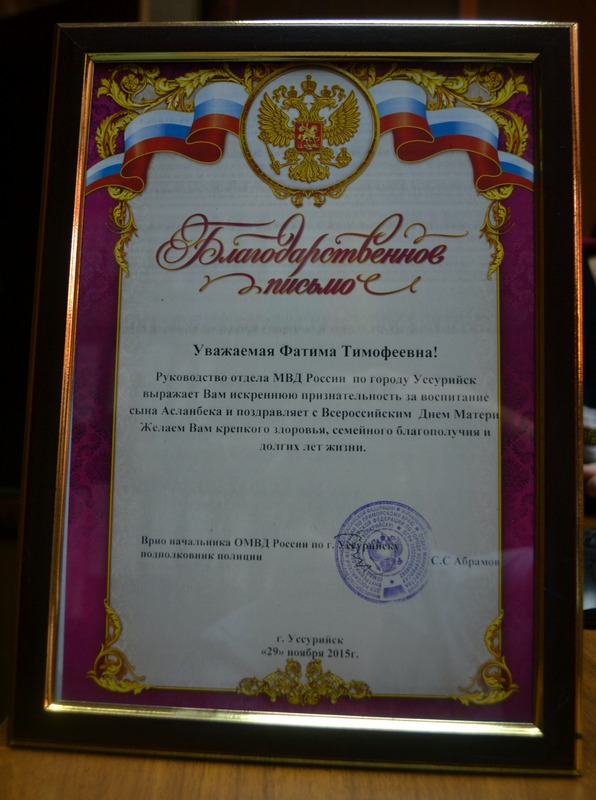 Благодарственное
письмо
Уважаемая Фатима Тимофеевна!
Руководство отдела МВД России по городу Уссурийск
выражает Вам искреннюю признательность за воспитание
сына Асланбека и поздравляет с Всероссийским Днем Матери
Желаем Вам крепкого здоровья, семейного благополучия и
долгих лет жизни.
Врио начальника ОМВД России по г. Уссурийску
подполковник полиции
С.С Абрамов
г. Уссурийск
«29» ноября 2015г.